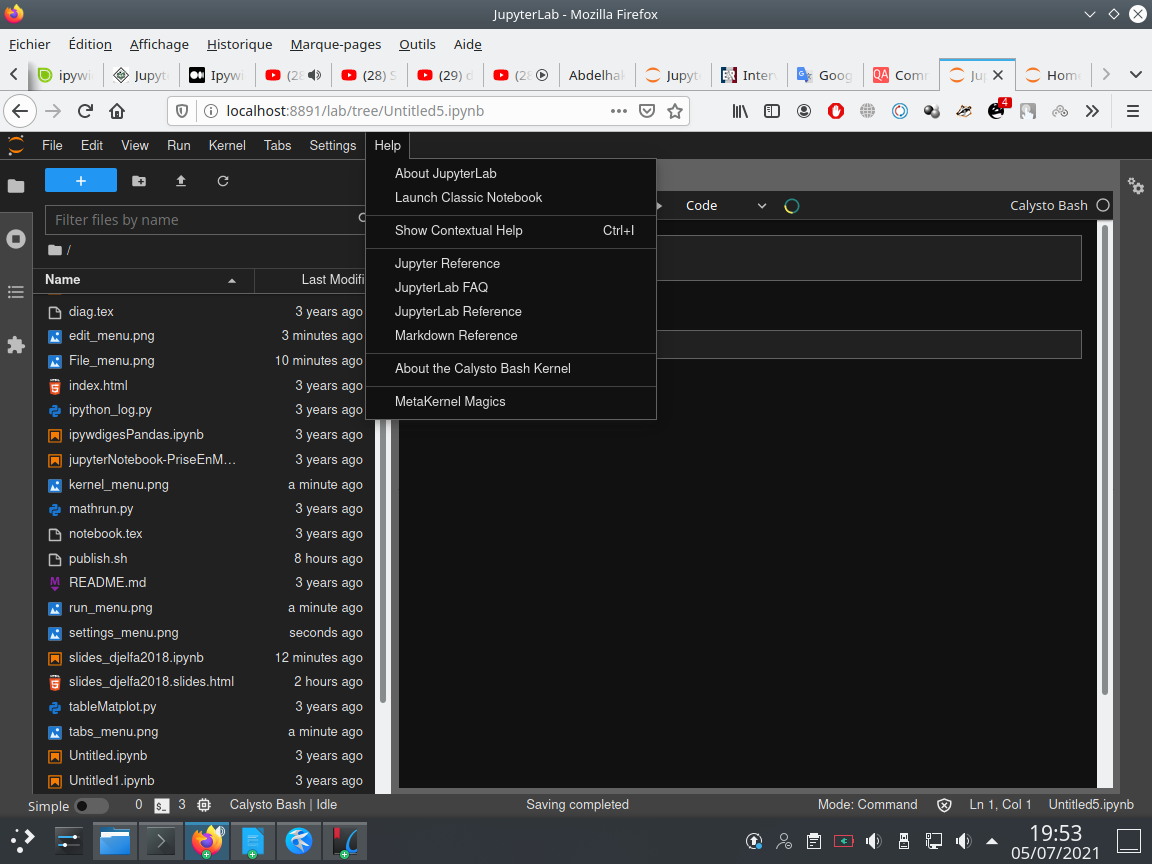 JupyterLab - Mozilla Firefox
Fichier Édition Affichage Historique Marque-pages Outils Aide
ipywi Jupyt Ipywi (28 (28) S (29) d (28 Abdelhak Jupyt Inter Goog Comm Ju Home
localhost:8891/lab/tree/Untitled5.ipynb
4
File Edit View Run Kernel Tabs Settings Help
About JupyterLab
Launch Classic Notebook
Show Contextual Help Ctrl+I
Jupyter Reference
JupyterLab FAQ
JupyterLab Reference
Markdown Reference
About the Calysto Bash Kernel
MetaKernel Magics
Code
Calysto Bash
Filter files by name
/
Name Last Modifi
diag.tex 3 years ago
edit_menu.png 3 minutes ago
File_menu.png 10 minutes ago
index.html 3 years ago
ipython_log.py 3 years ago
ipywdigesPandas.ipynb 3 years ago
jupyterNotebook-PriseEnM… 3 years ago
kernel_menu.png a minute ago
mathrun.py 3 years ago
notebook.tex 3 years ago
publish.sh 8 hours ago
README.md 3 years ago
run_menu.png a minute ago
settings_menu.png seconds ago
slides_djelfa2018.ipynb 12 minutes ago
slides_djelfa2018.slides.html 2 hours ago
tableMatplot.py 3 years ago
tabs_menu.png a minute ago
Untitled.ipynb 3 years ago
Untitled1.ipynb 3 years ago
Simple 0 $_ 3 Calysto Bash | Idle Saving completed Mode: Command Ln 1, Col 1 Untitled5.ipynb
19:53
05/07/2021